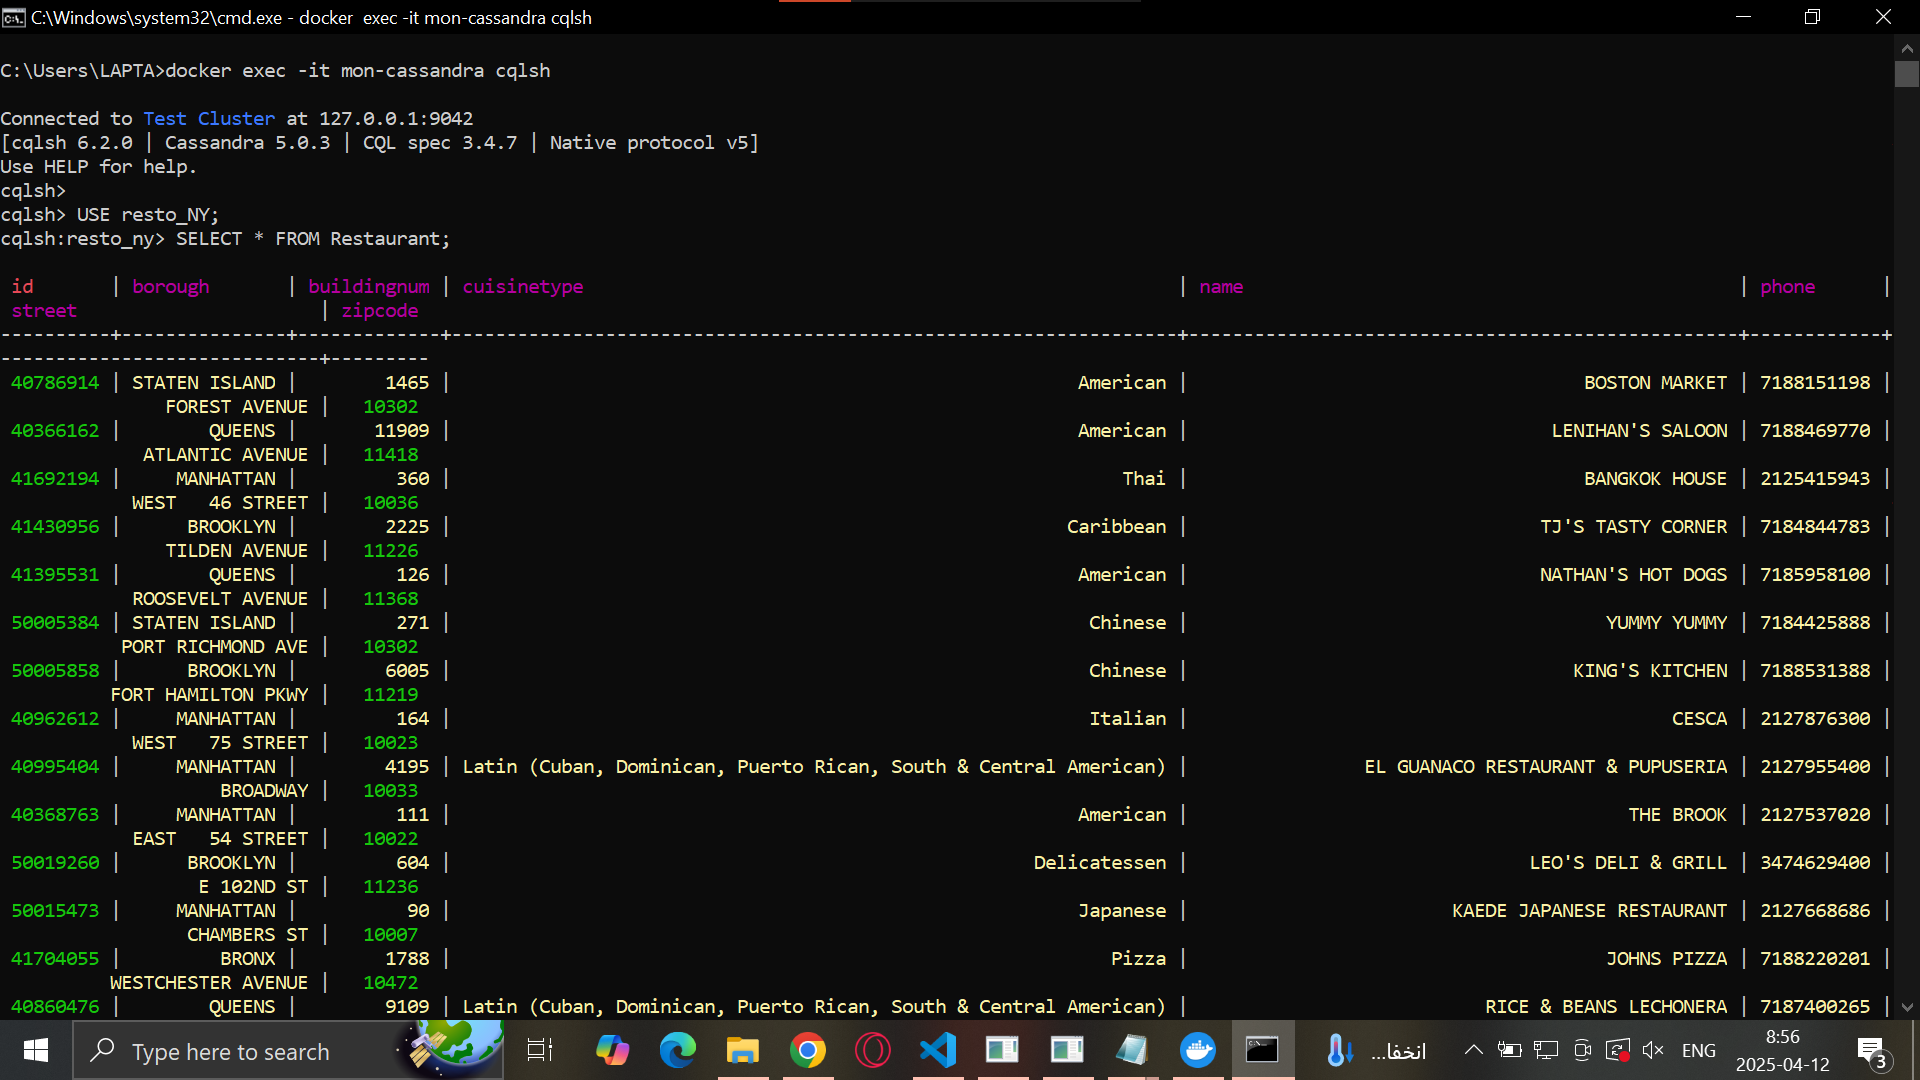 C:\Windows\system32\cmd.exe - docker  exec -it mon-cassandra cqlsh
C:\Users\LAPTA>docker exec -it mon-cassandra cqlsh
Connected to Test Cluster at 127.0.0.1:9042
[cqlsh 6.2.0 | Cassandra 5.0.3 | CQL spec 3.4.7 | Native protocol v5]
Use HELP for help.
cqlsh>
cqlsh> USE resto_NY;
cqlsh:resto_ny> SELECT * FROM Restaurant;
 id       | borough       | buildingnum | cuisinetype | name | phone |
 street | zipcode
----------+---------------+-------------+------------------------------------------------------------------+--------------------------------------------------+------------+
-----------------------------+---------
 40786914 | STATEN ISLAND | 1465 | American | BOSTON MARKET | 7188151198 |
 FOREST AVENUE | 10302
 40366162 | QUEENS | 11909 | American | LENIHAN'S SALOON | 7188469770 |
 ATLANTIC AVENUE | 11418
 41692194 | MANHATTAN | 360 | Thai | BANGKOK HOUSE | 2125415943 |
 WEST   46 STREET | 10036
 41430956 | BROOKLYN | 2225 | Caribbean | TJ'S TASTY CORNER | 7184844783 |
 TILDEN AVENUE | 11226
 41395531 | QUEENS | 126 | American | NATHAN'S HOT DOGS | 7185958100 |
 ROOSEVELT AVENUE | 11368
 50005384 | STATEN ISLAND | 271 | Chinese | YUMMY YUMMY | 7184425888 |
 PORT RICHMOND AVE | 10302
 50005858 | BROOKLYN | 6005 | Chinese | KING'S KITCHEN | 7188531388 |
 FORT HAMILTON PKWY | 11219
 40962612 | MANHATTAN | 164 | Italian | CESCA | 2127876300 |
 WEST   75 STREET | 10023
 40995404 | MANHATTAN | 4195 | Latin (Cuban, Dominican, Puerto Rican, South & Central American) | EL GUANACO RESTAURANT & PUPUSERIA | 2127955400 |
 BROADWAY | 10033
 40368763 | MANHATTAN | 111 | American | THE BROOK | 2127537020 |
 EAST   54 STREET | 10022
 50019260 | BROOKLYN | 604 | Delicatessen | LEO'S DELI & GRILL | 3474629400 |
 E 102ND ST | 11236
 50015473 | MANHATTAN | 90 | Japanese | KAEDE JAPANESE RESTAURANT | 2127668686 |
 CHAMBERS ST | 10007
 41704055 | BRONX | 1788 | Pizza | JOHNS PIZZA | 7188220201 |
 WESTCHESTER AVENUE | 10472
 40860476 | QUEENS | 9109 | Latin (Cuban, Dominican, Puerto Rican, South & Central American) | RICE & BEANS LECHONERA | 7187400265 |
Type here to search
انخفا...
ENG
8:56
2025-04-12
3